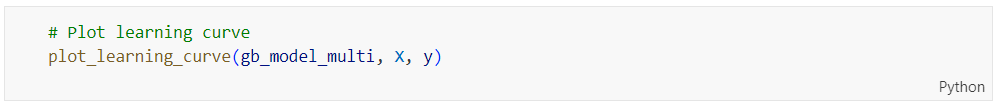 # Plot learning curve
plot_learning_curve(gb_model_multi, X, y)
Python